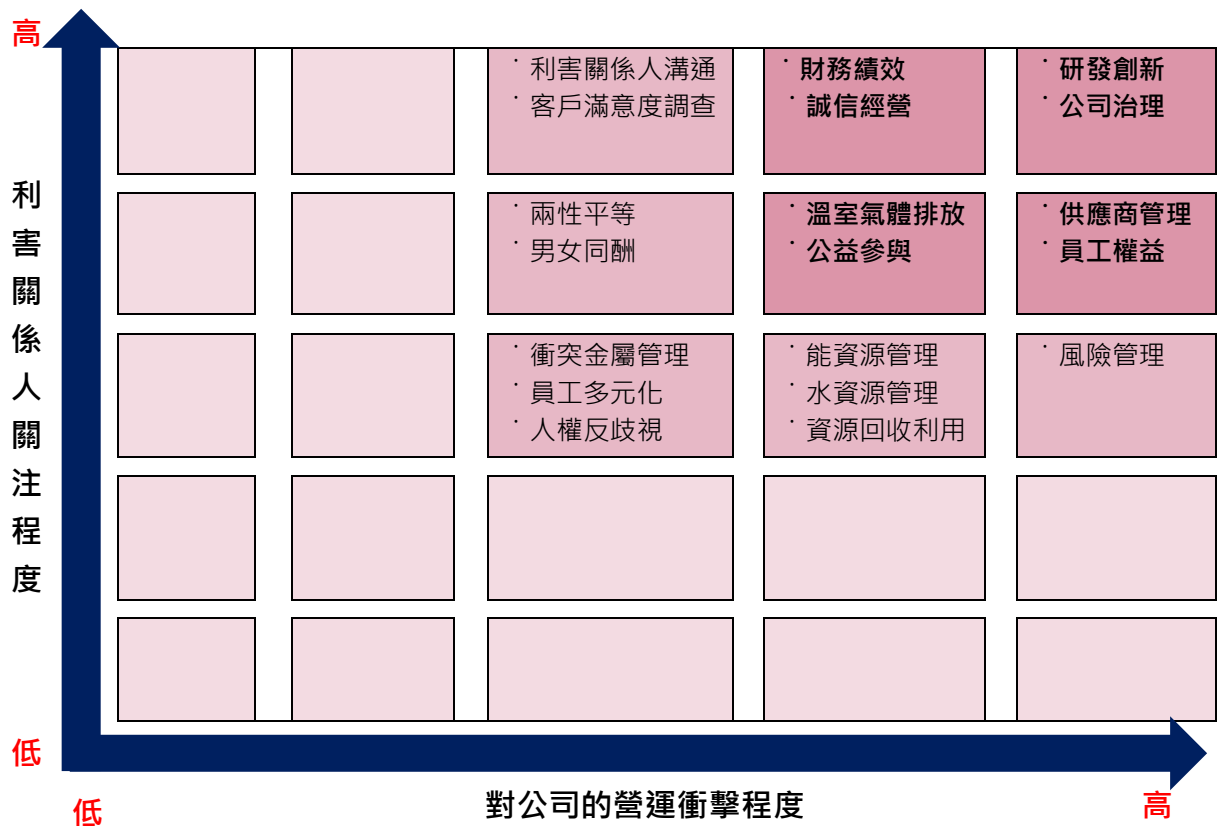 高
利害關係人關注程度
˙利害關係人溝通
˙客戶滿意度調查
˙財務績效
˙誠信經營
˙研發創新
˙公司治理
˙兩性平等
˙男女同酬
˙溫室氣體排放
˙公益參與
˙供應商管理
˙員工權益
˙衝突金屬管理
˙員工多元化
˙人權反歧視
˙能資源管理
˙水資源管理
˙資源回收利用
˙風險管理
低
低
對公司的營運衝擊程度
高